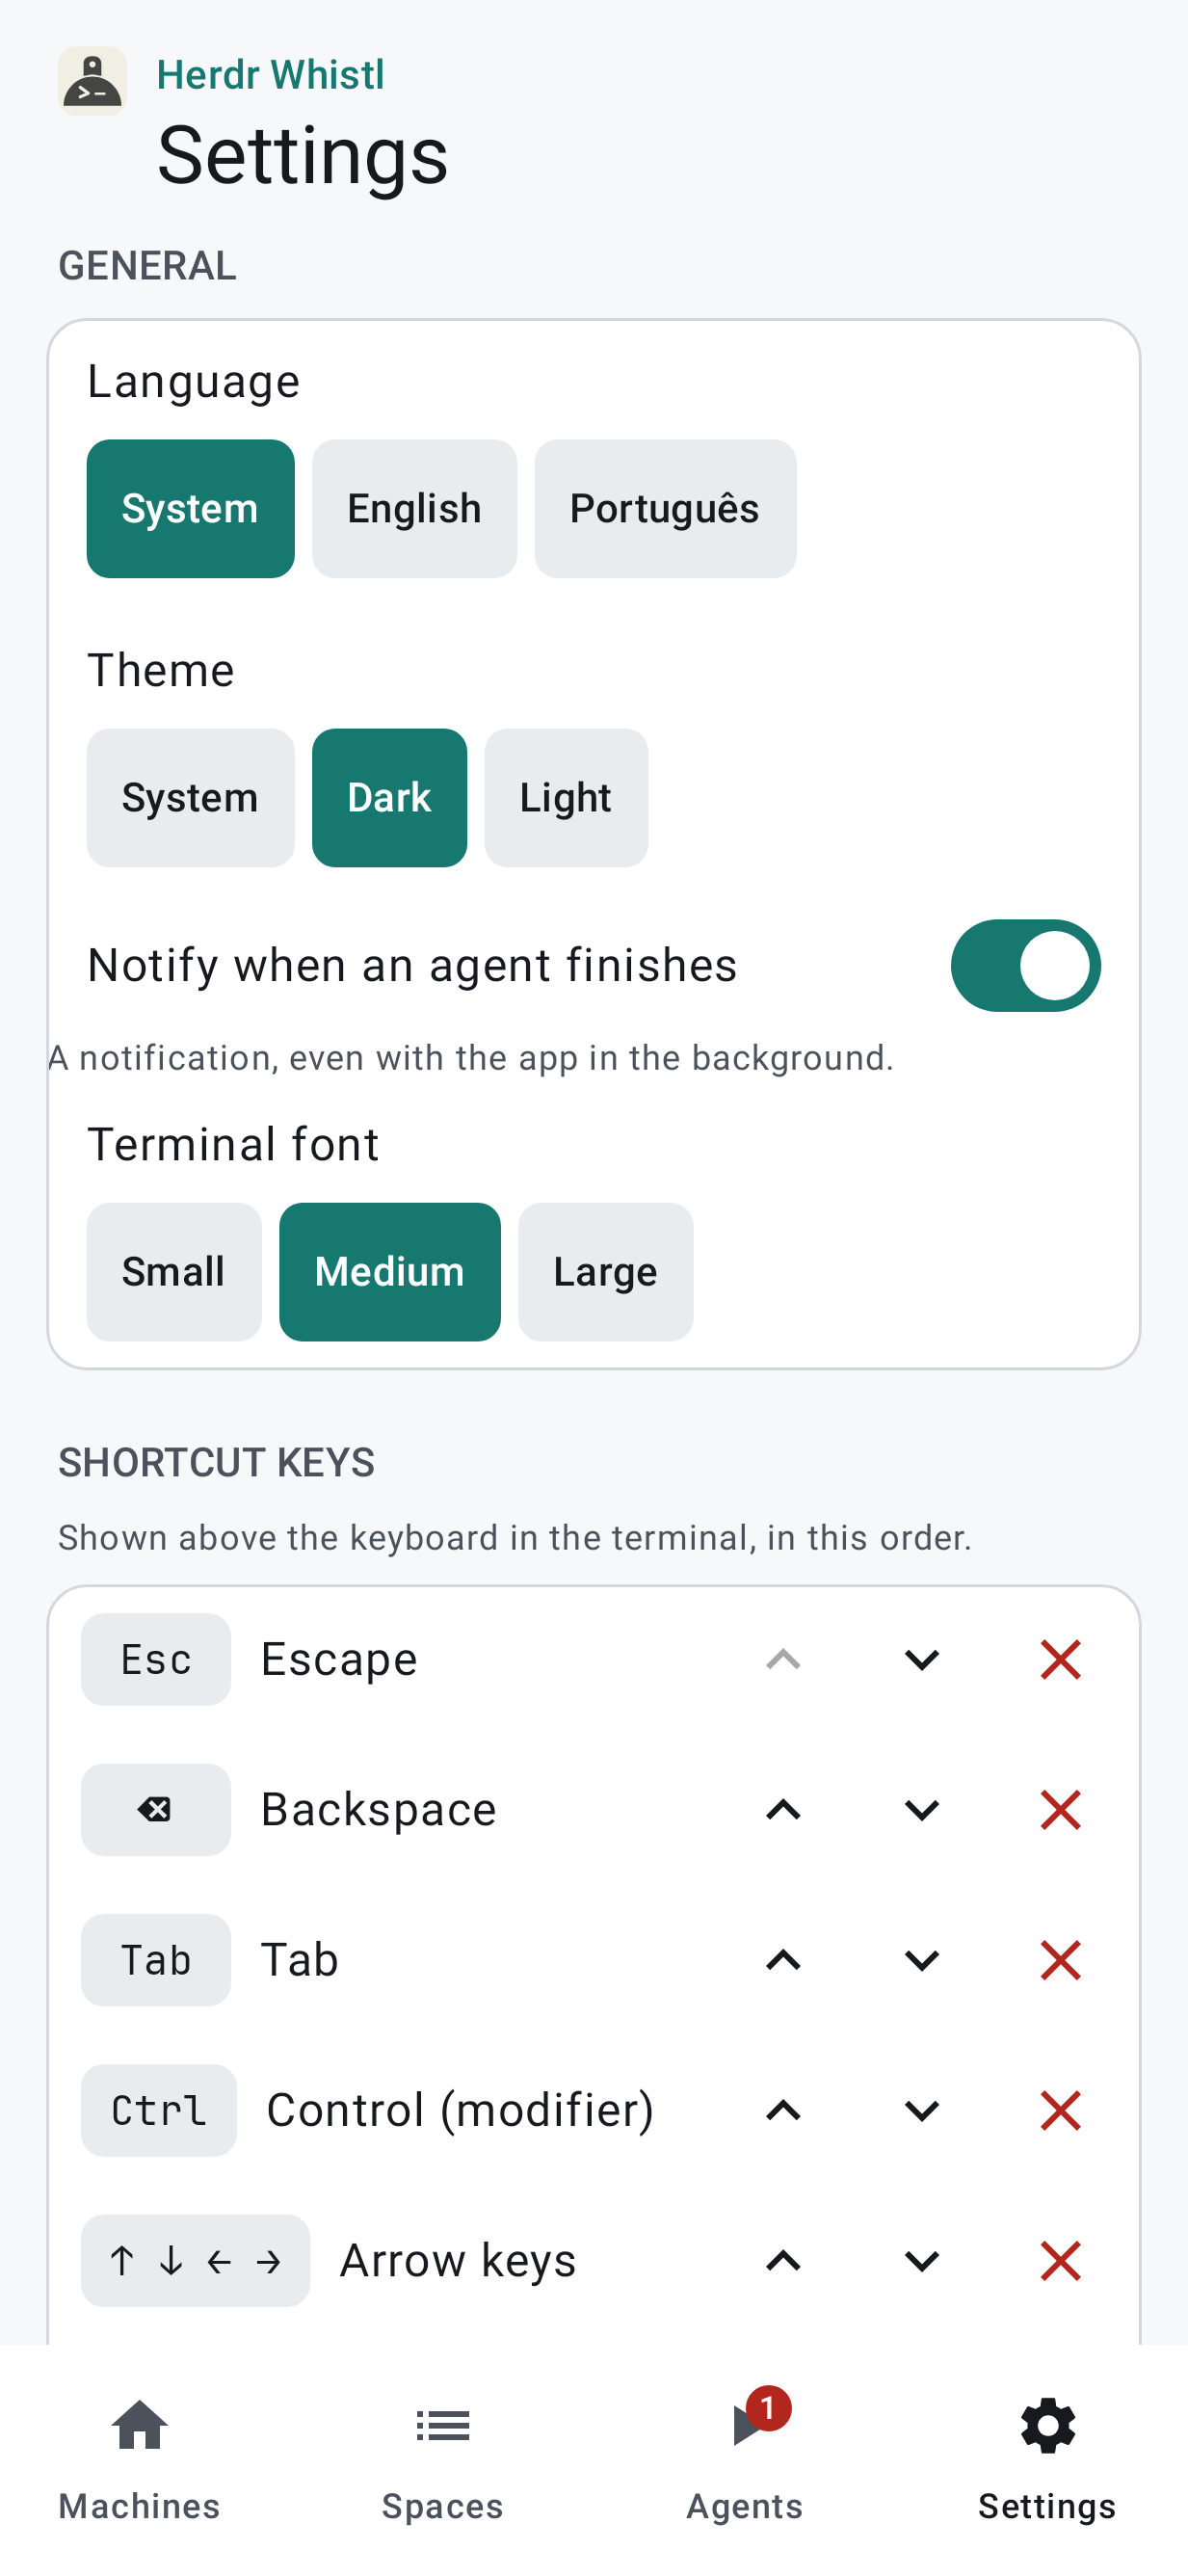 Herdr Whistl
Settings
GENERAL
Language
System English Português
Theme
System Dark Light
Notify when an agent finishes
A notification, even with the app in the background.
Terminal font
Small Medium Large
SHORTCUT KEYS
Shown above the keyboard in the terminal, in this order.
Esc Escape
Backspace
Tab Tab
Ctrl Control (modifier)
↑ ↓ ← → Arrow keys
1
Machines Spaces Agents Settings